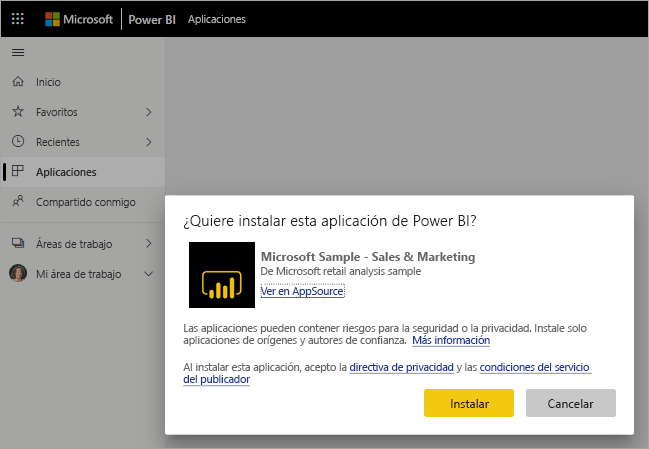 Microsoft Power BI Aplicaciones
Inicio
Favoritos
Recientes
Aplicaciones
Compartido conmigo
Áreas de trabajo
Mi área de trabajo
¿Quiere instalar esta aplicación de Power BI?
Microsoft Sample - Sales & Marketing
De Microsoft retail analysis sample
Ver en AppSource
Las aplicaciones pueden contener riesgos para la seguridad o la privacidad. Instale solo
aplicaciones de orígenes y autores de confianza. Más información
Al instalar esta aplicación, acepto la directiva de privacidad y las condiciones del servicio
del publicador
Instalar Cancelar